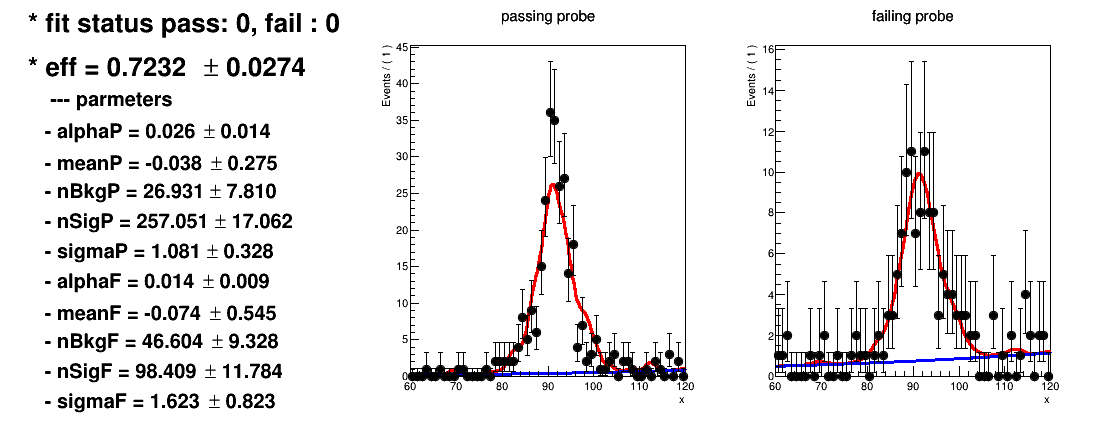 * fit status pass: 0, fail : 0
* eff = 0.7232 ± 0.0274
--- parmeters
- alphaP = 0.026 ± 0.014
- meanP = -0.038 ± 0.275
- nBkgP = 26.931 ± 7.810
- nSigP = 257.051 ± 17.062
- sigmaP = 1.081 ± 0.328
- alphaF = 0.014 ± 0.009
- meanF = -0.074 ± 0.545
- nBkgF = 46.604 ± 9.328
- nSigF = 98.409 ± 11.784
- sigmaF = 1.623 ± 0.823
passing probe
Events / ( 1 )
45
40
35
30
25
20
15
10
5
0
60 70 80 90 100 110 120
x
failing probe
Events / ( 1 )
16
14
12
10
8
6
4
2
0
60 70 80 90 100 110 120
x